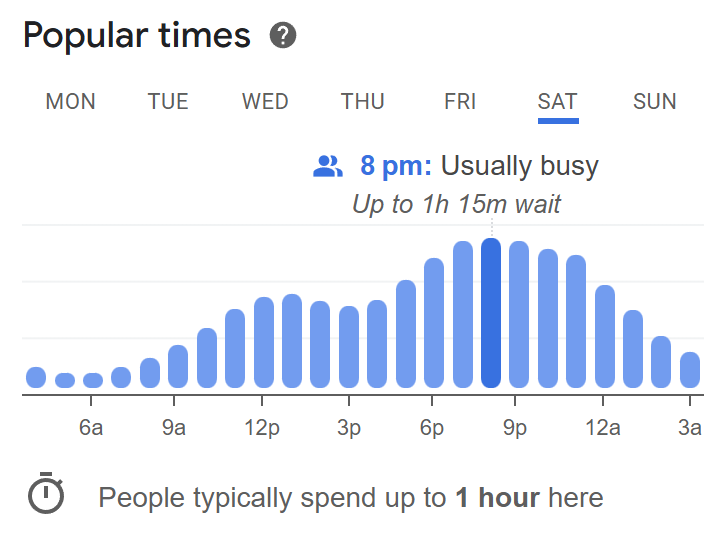 Popular times ?
MON TUE WED THU FRI SAT SUN
8 pm: Usually busy
Up to 1h 15m wait
6a 9a 12p 3p 6p 9p 12a 3a
People typically spend up to 1 hour here